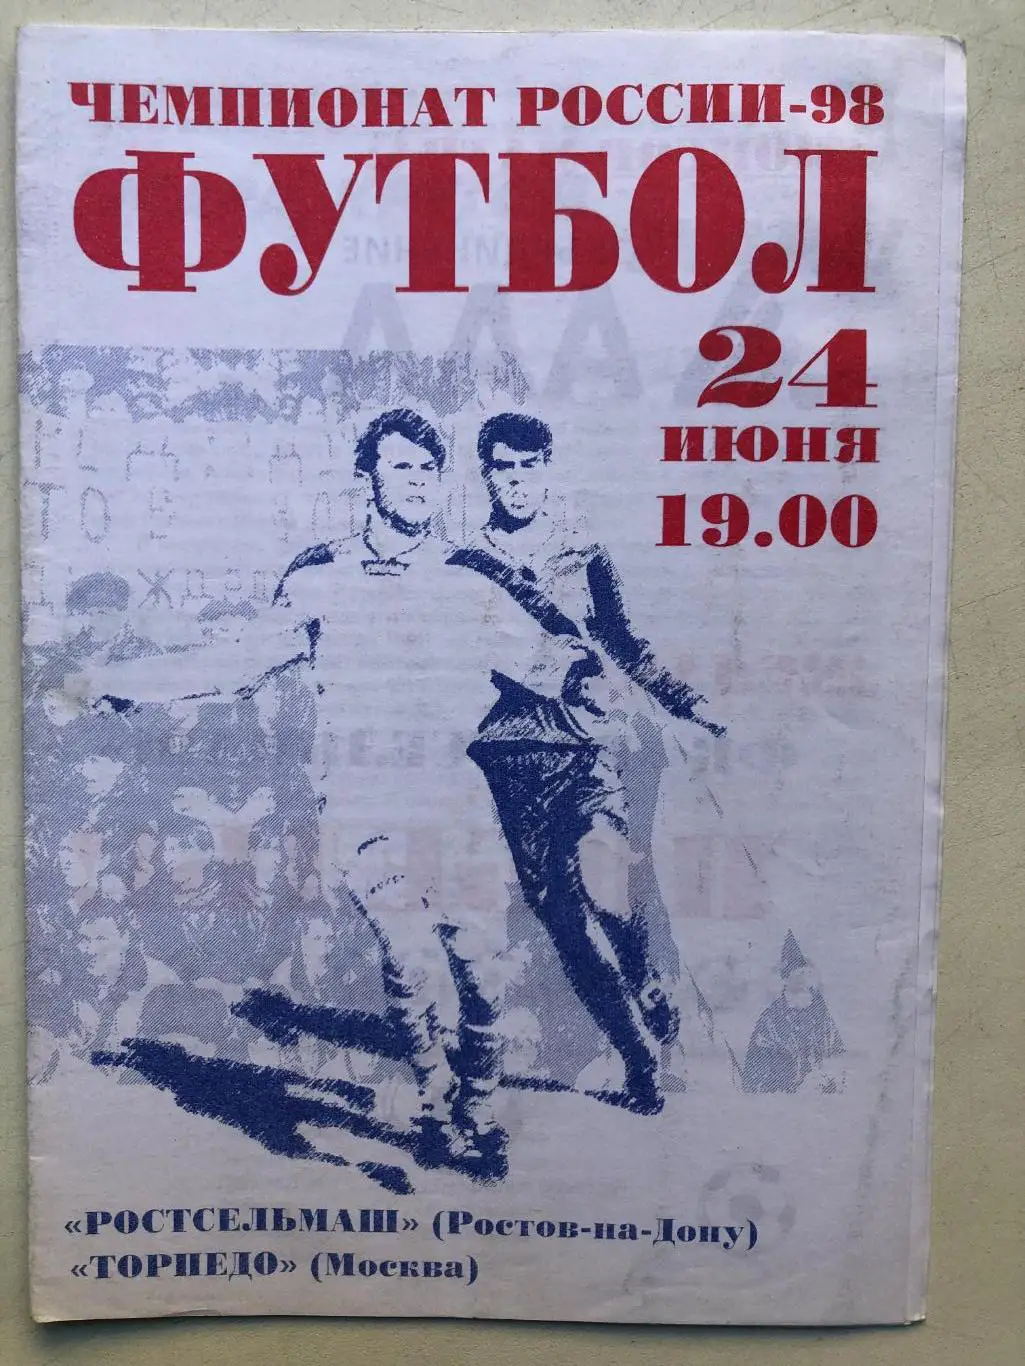 ЧЕМПИОНАТ РОССИИ-98
ФУТБОЛ
24
июня
19.00
«РОСТСЕЛЬМАШ» (Ростов-на-Дону)
«ТОРПЕДО» (Москва)